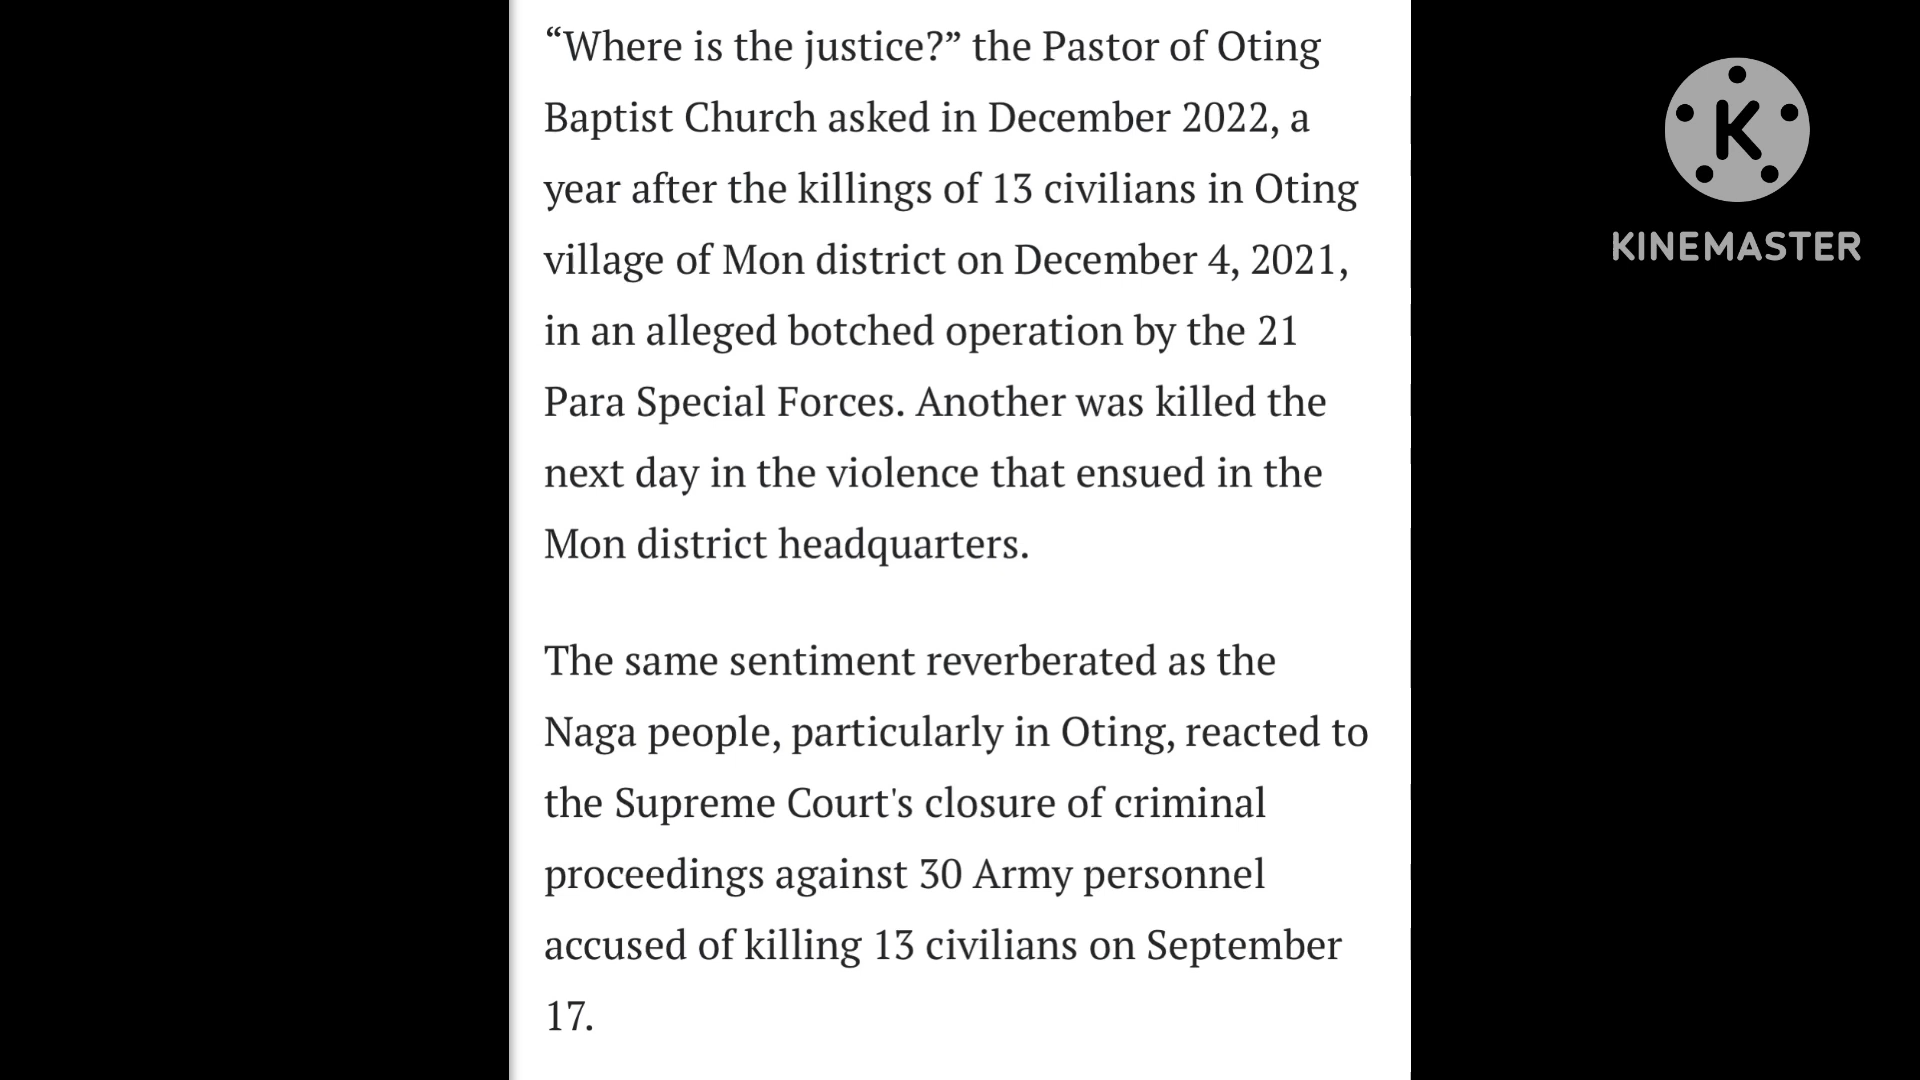 “Where is the justice?” the Pastor of Oting
Baptist Church asked in December 2022, a
year after the killings of 13 civilians in Oting
village of Mon district on December 4, 2021,
in an alleged botched operation by the 21
Para Special Forces. Another was killed the
next day in the violence that ensued in the
Mon district headquarters.
The same sentiment reverberated as the
Naga people, particularly in Oting, reacted to
the Supreme Court's closure of criminal
proceedings against 30 Army personnel
accused of killing 13 civilians on September
17.
K
KINEMASTER